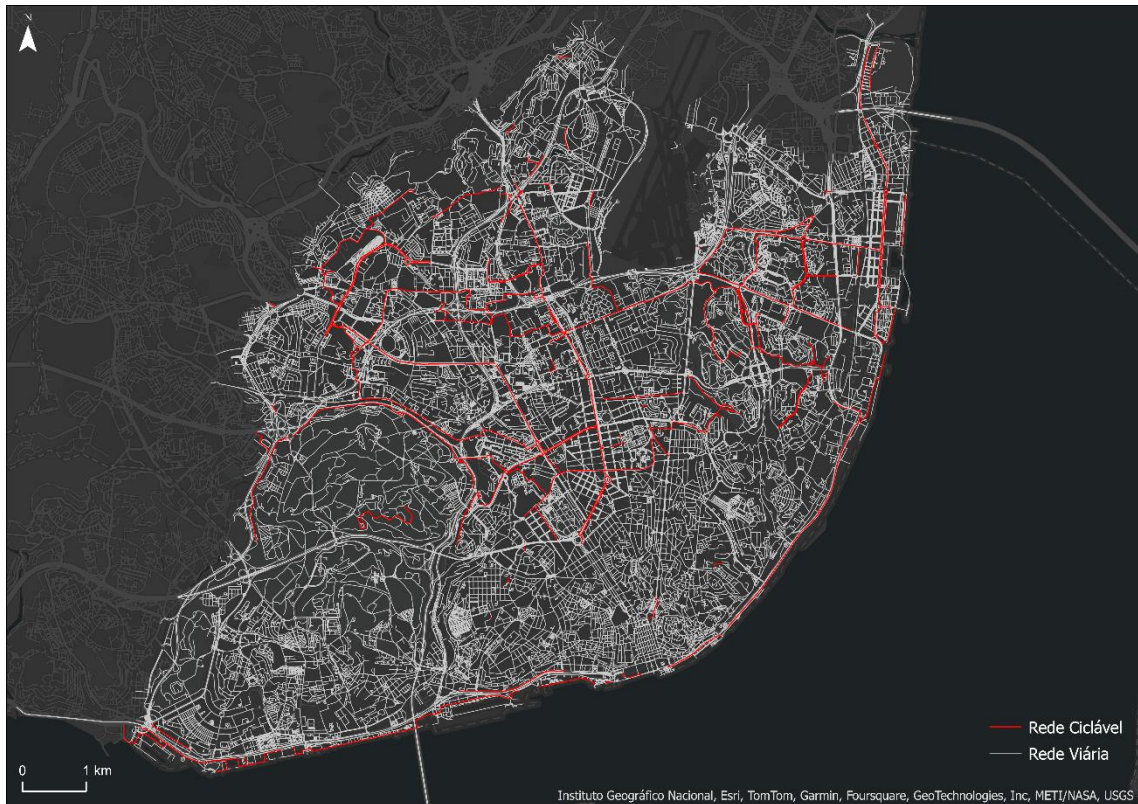 N
Rede Ciclável
Rede Viária
0 1 km
Instituto Geográfico Nacional, Esri, TomTom, Garmin, Foursquare, GeoTechnologies, Inc, METI/NASA, USGS